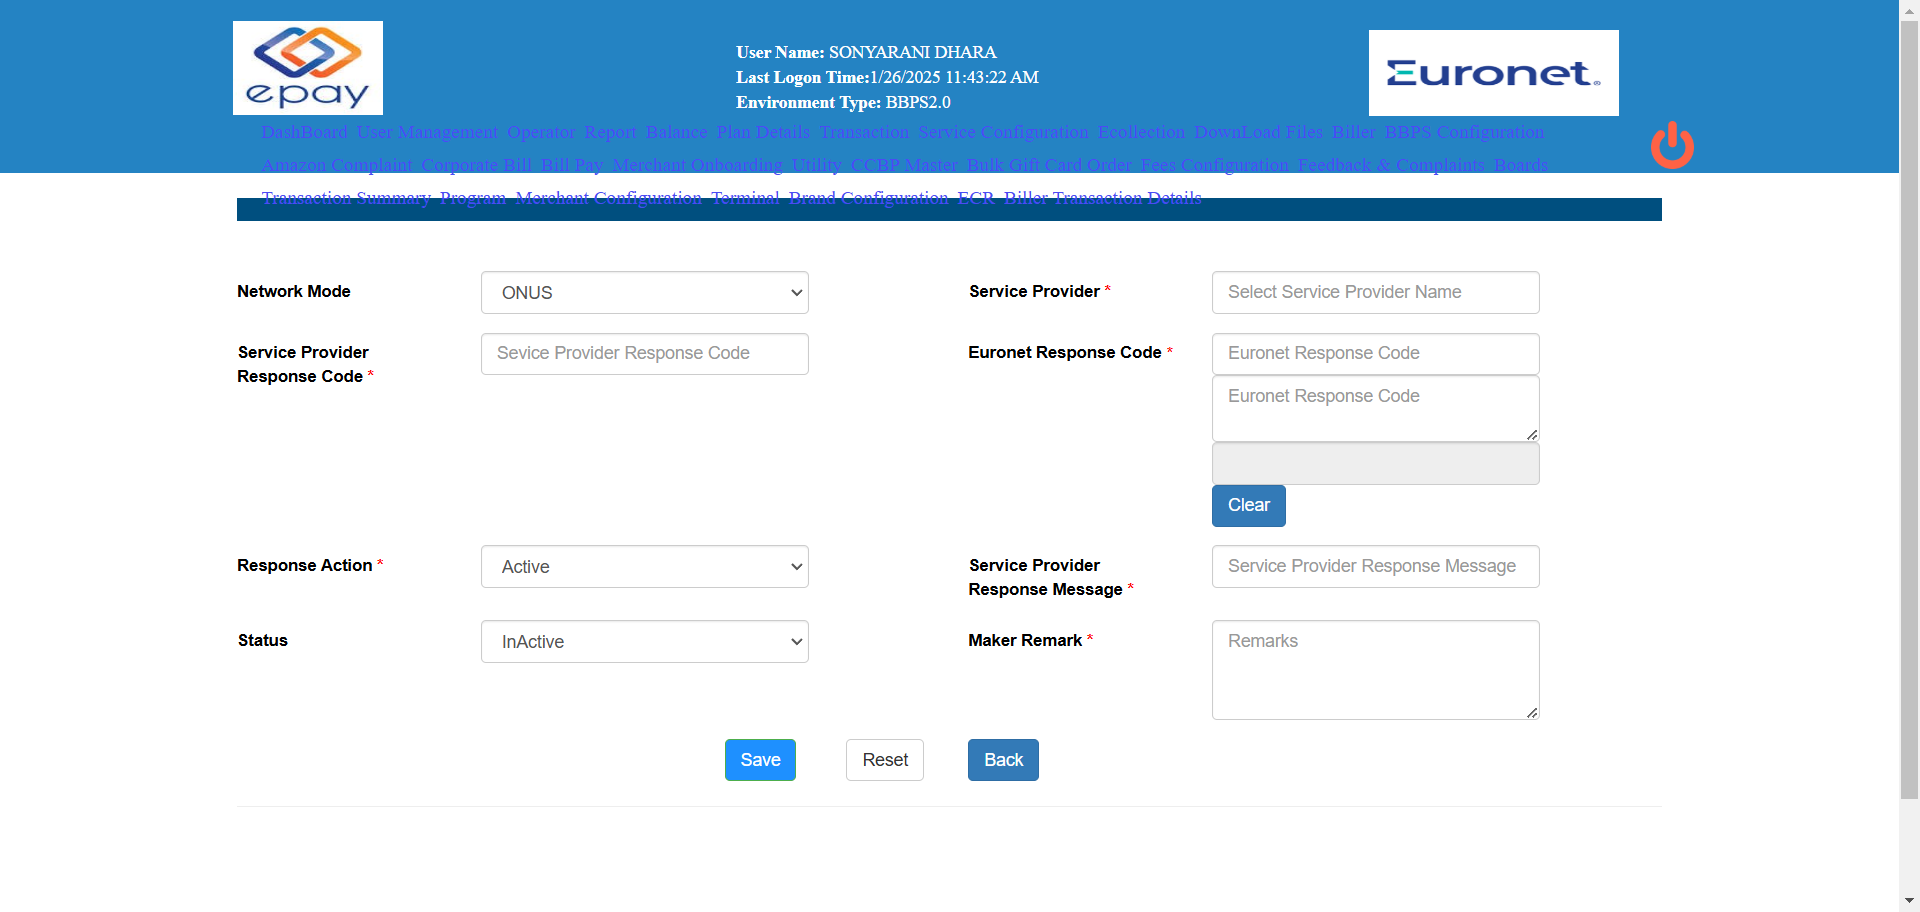 epay
User Name: SONYARANI DHARA
Last Logon Time:1/26/2025 11:43:22 AM
Environment Type: BBPS2.0
Euronet
DashBoard User Management Operator Report Balance Plan Details Transaction Service Configuration Ecollection DownLoad Files Biller BBPS Configuration
Amazon Complaint Corporate Bill Bill Pay Merchant Onboarding Utility CCBP Master Bulk Gift Card Order Fees Configuration Feedback & Complaints Boards
Transaction Summary Program Merchant Configuration Terminal Brand Configuration ECR Biller Transaction Details
Network Mode
ONUS
Service Provider *
Select Service Provider Name
Service Provider
Response Code *
Sevice Provider Response Code
Euronet Response Code *
Euronet Response Code
Euronet Response Code
Clear
Response Action *
Active
Service Provider
Response Message *
Service Provider Response Message
Status
InActive
Maker Remark *
Remarks
Save
Reset
Back